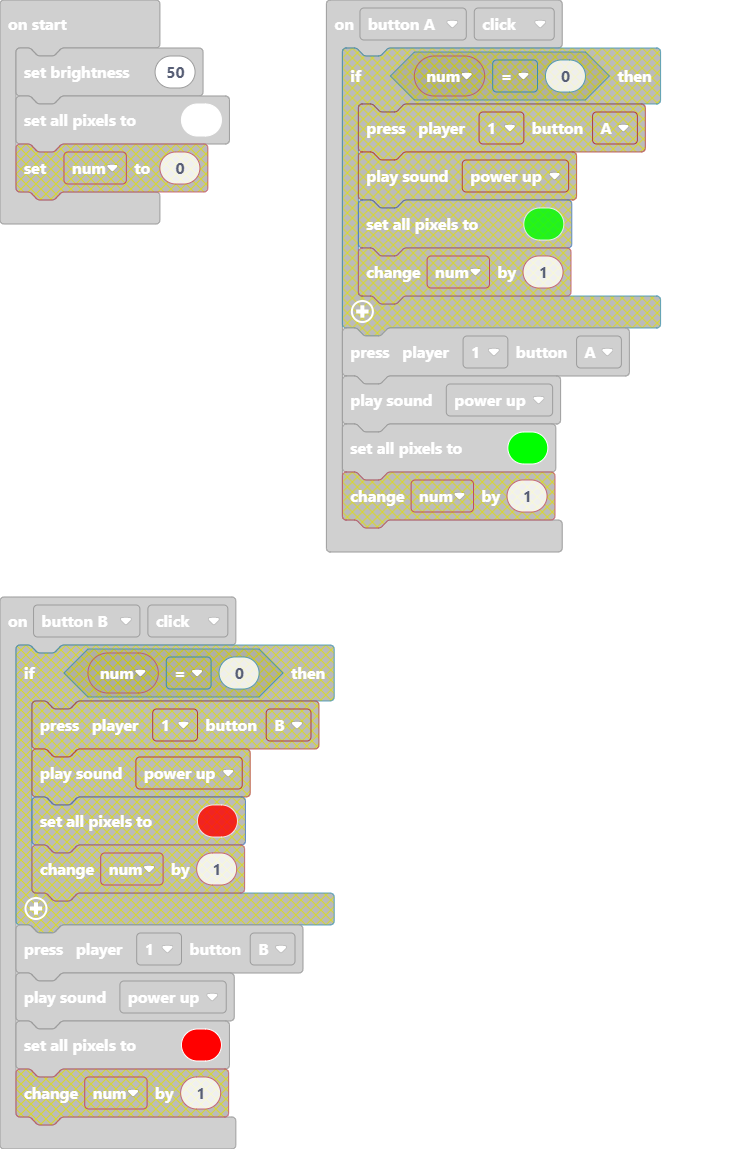 on start
set brightness 50
set all pixels to
set num to 0
on button A click
if num = 0 then
press player 1 button A
play sound power up
set all pixels to
change num by 1
press player 1 button A
play sound power up
set all pixels to
change num by 1
on button B click
if num = 0 then
press player 1 button B
play sound power up
set all pixels to
change num by 1
press player 1 button B
play sound power up
set all pixels to
change num by 1